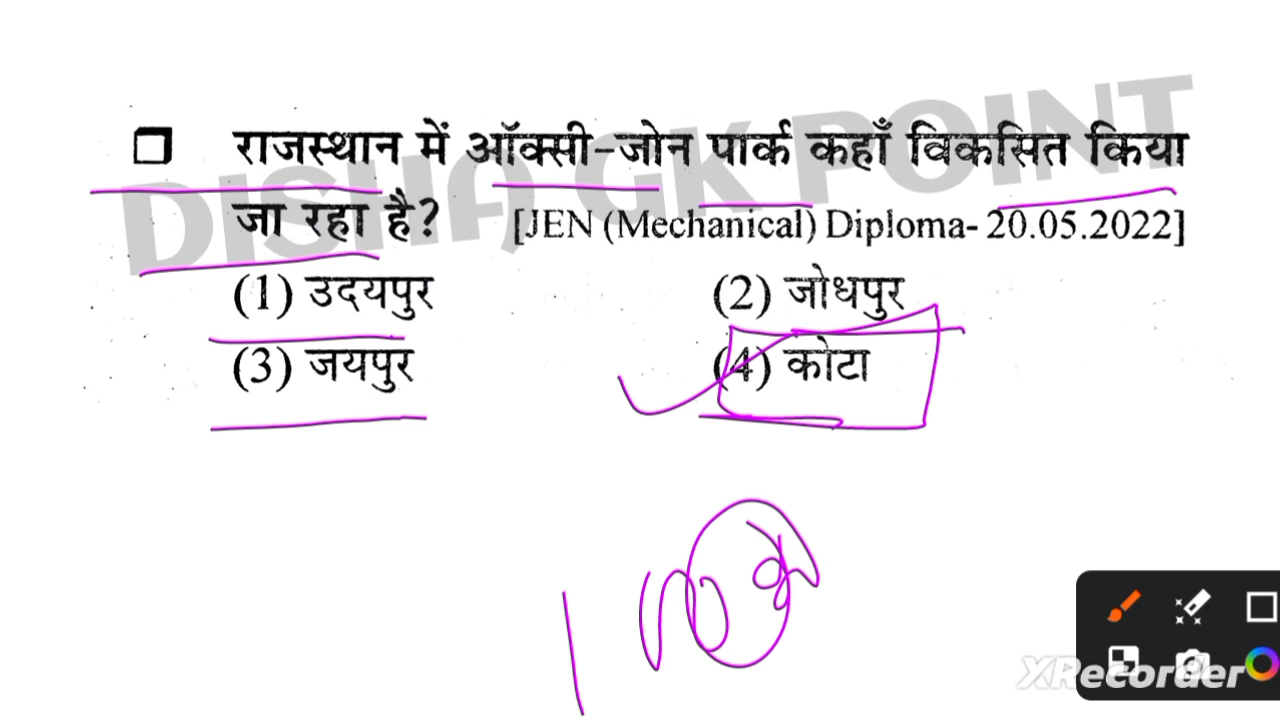 राजस्थान में ऑक्सी-जोन पार्क कहाँ विकसित किया
जा रहा है? [JEN (Mechanical) Diploma- 20.05.2022]
(1) उदयपुर (2) जोधपुर
(3) जयपुर (4) कोटा
DISHA GK POINT
XRecorder